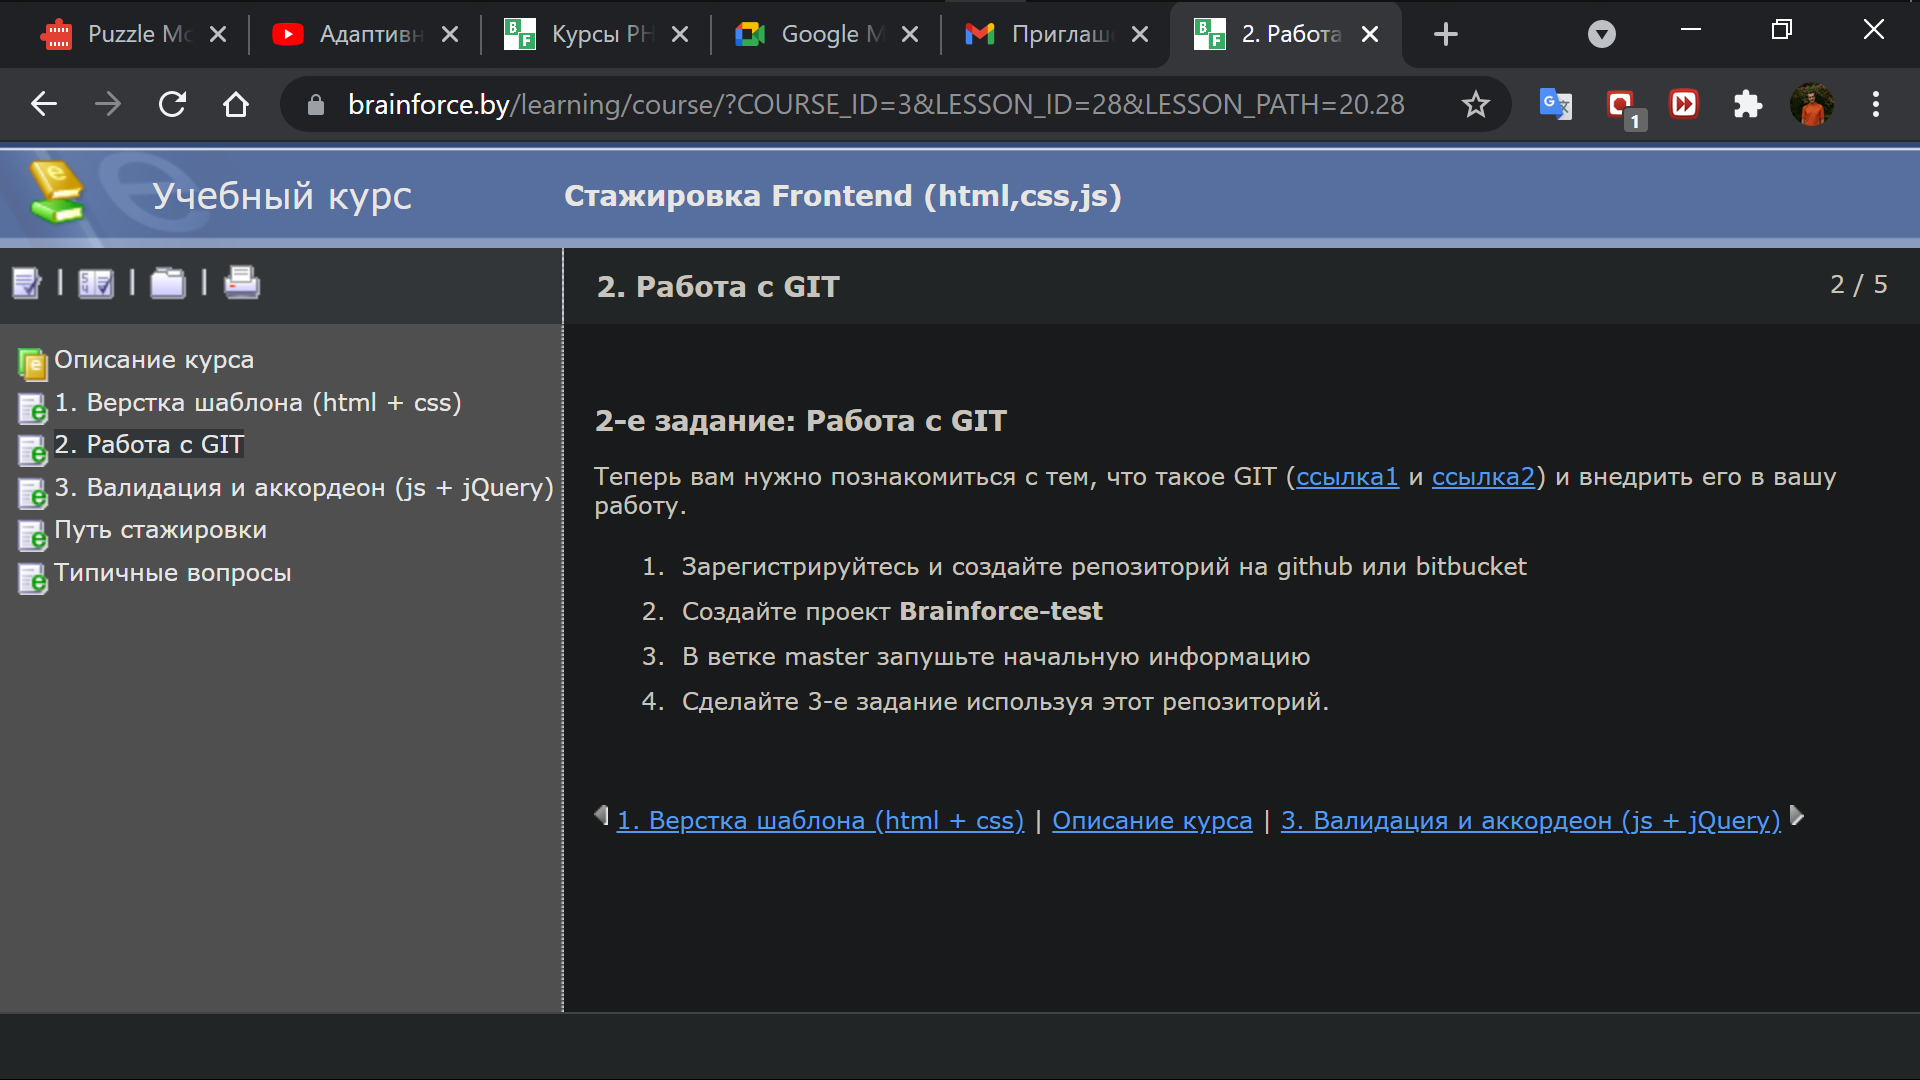 Puzzle Mo
Адаптивн
Курсы PH
Google M
Приглаше
2. Работа
brainforce.by/learning/course/?COURSE_ID=3&LESSON_ID=28&LESSON_PATH=20.28
1
Учебный курс
Стажировка Frontend (html,css,js)
2. Работа с GIT
2 / 5
Описание курса
1. Верстка шаблона (html + css)
2. Работа с GIT
3. Валидация и аккордеон (js + jQuery)
Путь стажировки
Типичные вопросы
2-е задание: Работа с GIT
Теперь вам нужно познакомиться с тем, что такое GIT (ссылка1 и ссылка2) и внедрить его в вашу
работу.
1. Зарегистрируйтесь и создайте репозиторий на github или bitbucket
2. Создайте проект Brainforce-test
3. В ветке master запушьте начальную информацию
4. Сделайте 3-е задание используя этот репозиторий.
1. Верстка шаблона (html + css) | Описание курса | 3. Валидация и аккордеон (js + jQuery)